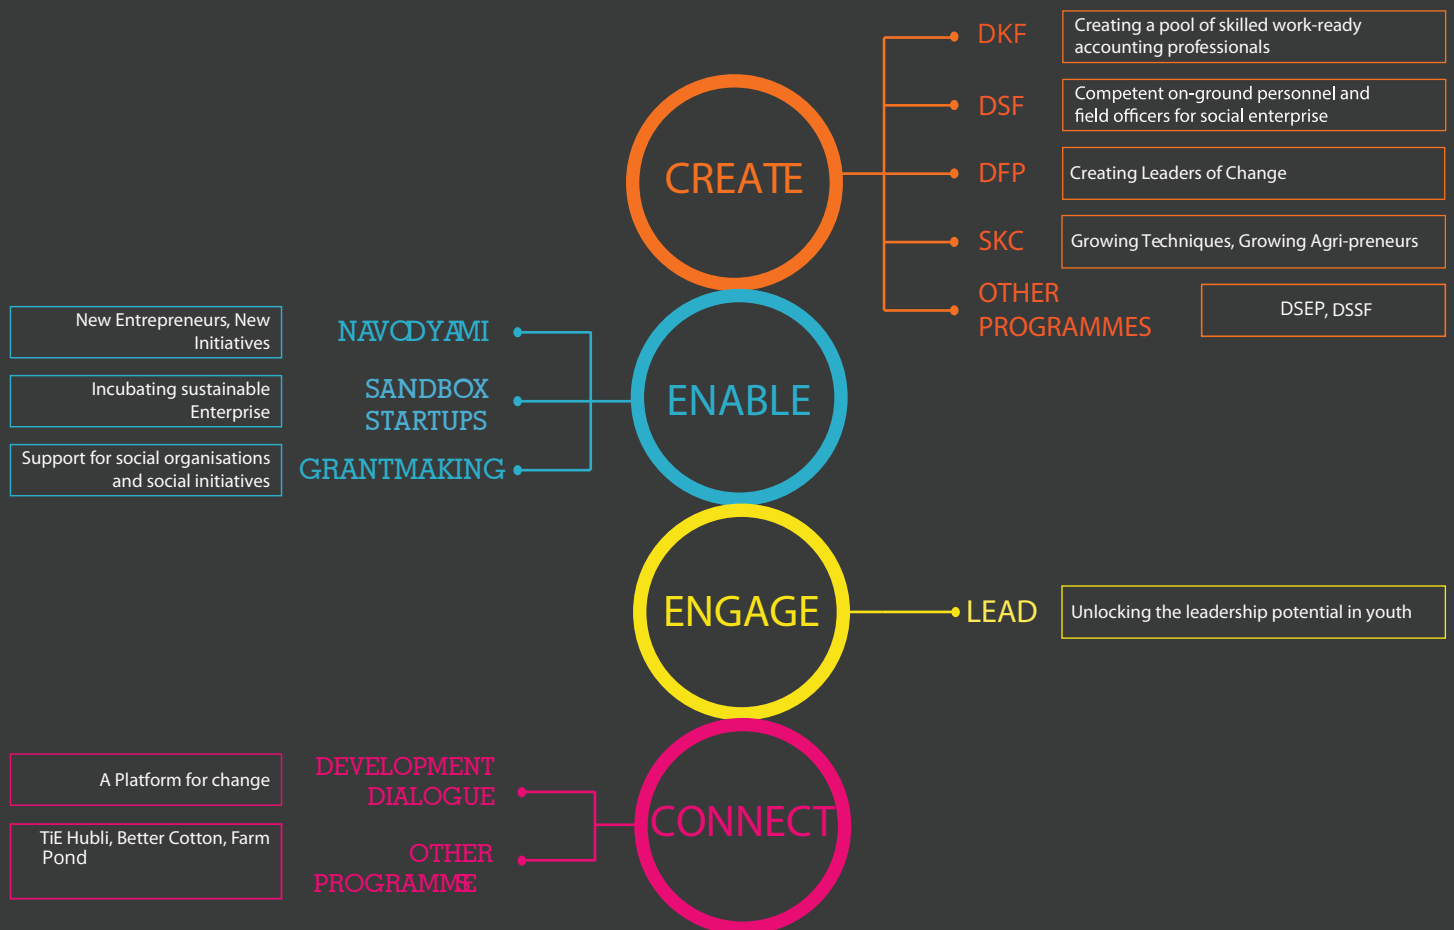 CREATE
DKF
Creating a pool of skilled work-ready
accounting professionals
DSF
Competent on-ground personnel and
field officers for social enterprise
DFP
Creating Leaders of Change
SKC
Growing Techniques, Growing Agri-preneurs
OTHER
PROGRAMMES
DSEP, DSSF
ENABLE
NAVODYAMI
New Entrepreneurs, New
Initiatives
SANDBOX
STARTUPS
Incubating sustainable
Enterprise
GRANTMAKING
Support for social organisations
and social initiatives
ENGAGE
LEAD
Unlocking the leadership potential in youth
CONNECT
DEVELOPMENT
DIALOGUE
A Platform for change
OTHER
PROGRAMMSE
TiE Hubli, Better Cotton, Farm
Pond